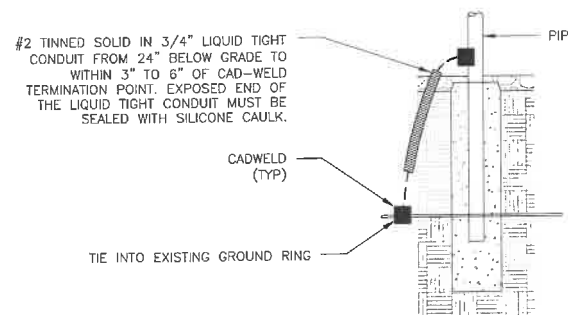 #2 TINNED SOLID IN 3/4" LIQUID TIGHT
CONDUIT FROM 24" BELOW GRADE TO
WITHIN 3" TO 6" OF CAD-WELD
TERMINATION POINT. EXPOSED END OF
THE LIQUID TIGHT CONDUIT MUST BE
SEALED WITH SILICONE CAULK.
PIP
CADWELD
(TYP)
TIE INTO EXISTING GROUND RING